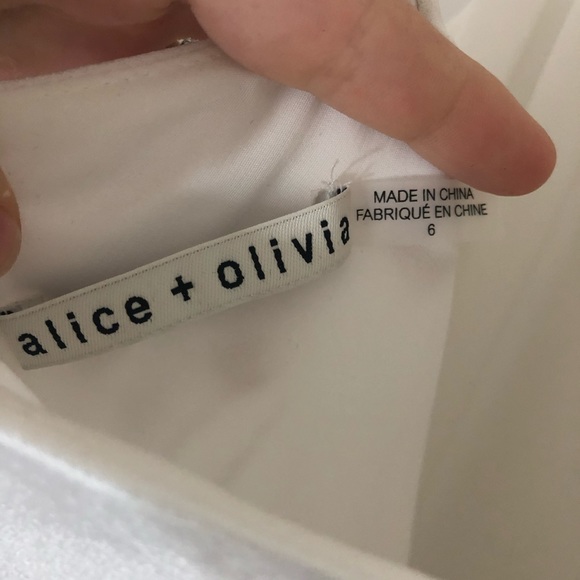 alice + olivia
MADE IN CHINA
FABRIQUÉ EN CHINE
6